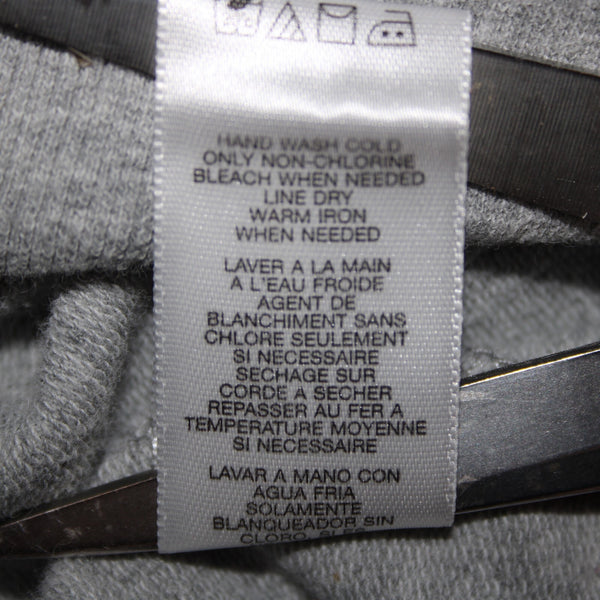 HAND WASH COLD
ONLY NON-CHLORINE
BLEACH WHEN NEEDED
LINE DRY
WARM IRON
WHEN NEEDED
LAVER A LA MAIN
A L'EAU FROIDE
AGENT DE
BLANCHIMENT SANS
CHLORE SEULEMENT
SI NECESSAIRE
SECHAGE SUR
CORDE A SECHER
REPASSER AU FER A
TEMPERATURE MOYENNE
SI NECESSAIRE
LAVAR A MANO CON
AGUA FRIA
SOLAMENTE
BLANQUEADOR SIN
CLORO,